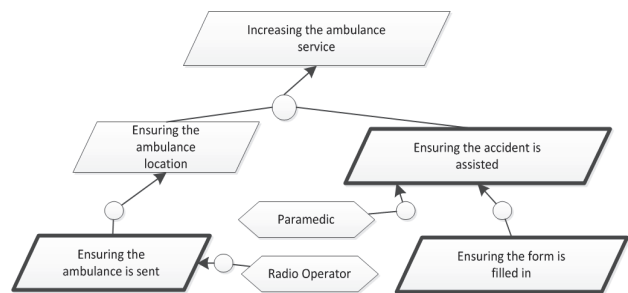 Increasing the ambulance
service
Ensuring the
ambulance
location
Ensuring the accident is
assisted
Paramedic
Ensuring the
ambulance is sent
Radio Operator
Ensuring the form is
filled in